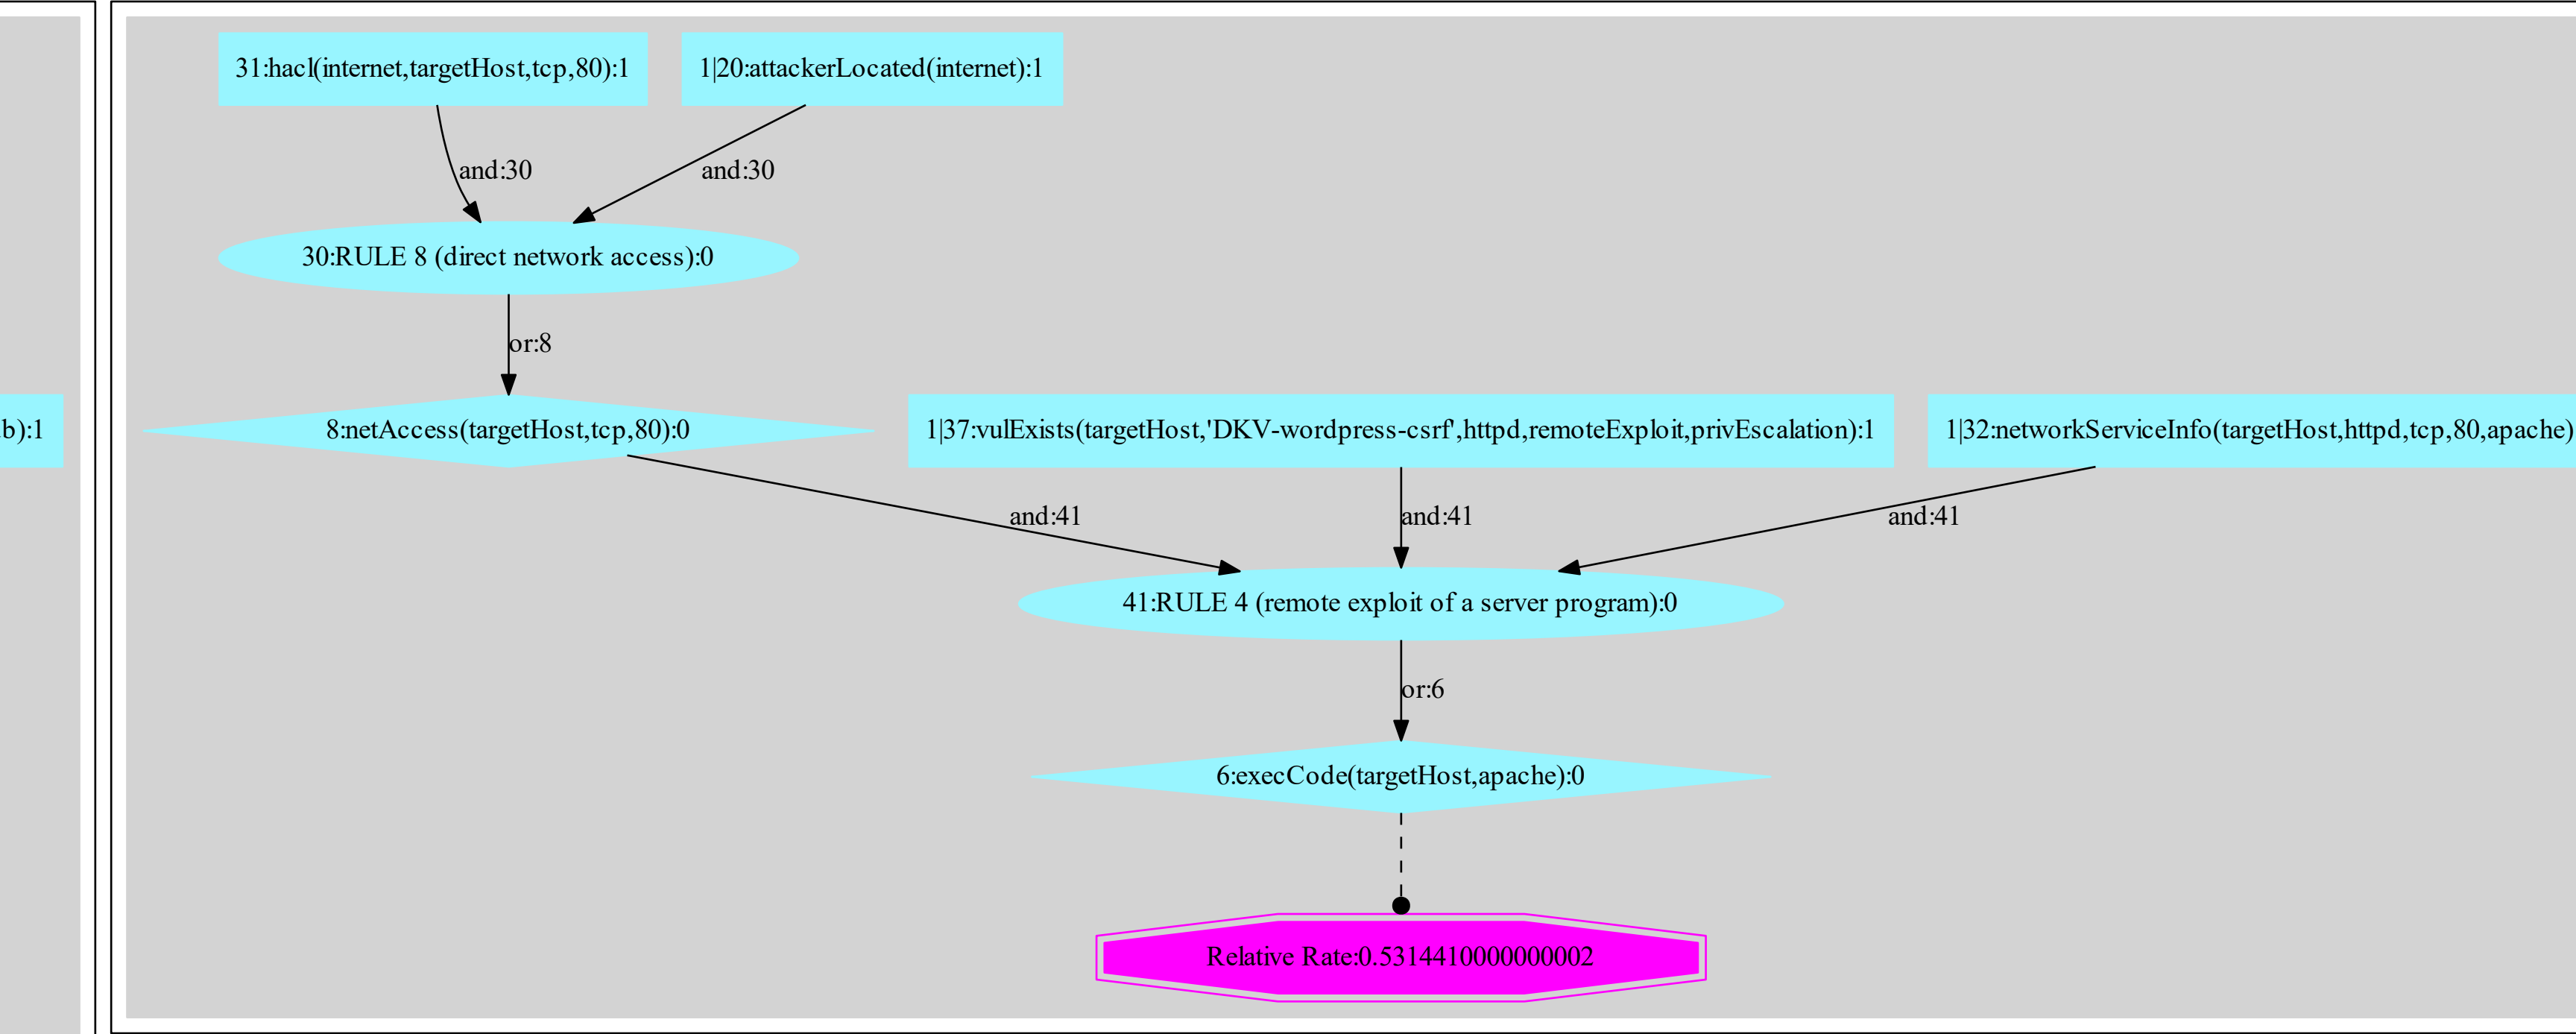 31:hacl(internet,targetHost,tcp,80):1
1|20:attackerLocated(internet):1
and:30
and:30
30:RULE 8 (direct network access):0
or:8
b):1
8:netAccess(targetHost,tcp,80):0
1|37:vulExists(targetHost,'DKV-wordpress-csrf',httpd,remoteExploit,privEscalation):1
1|32:networkServiceInfo(targetHost,httpd,tcp,80,apache)
and:41
and:41
and:41
41:RULE 4 (remote exploit of a server program):0
or:6
6:execCode(targetHost,apache):0
Relative Rate:0.5314410000000002